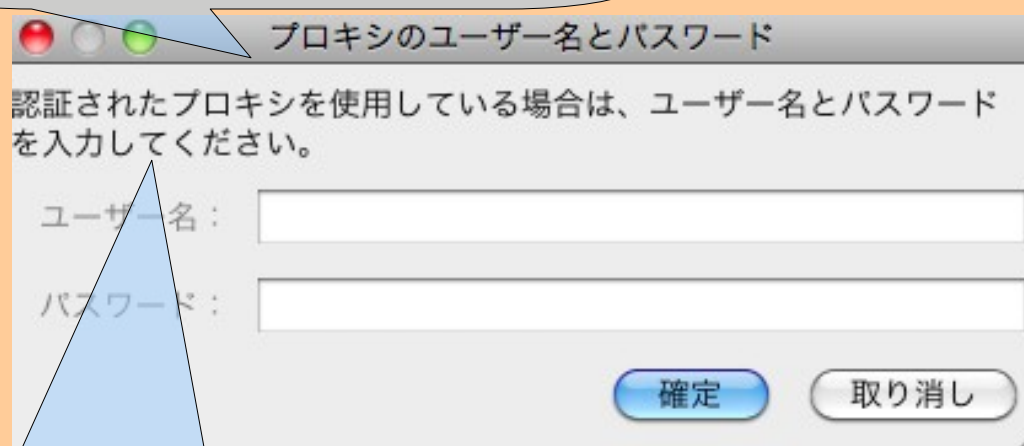 プロキシのユーザー名とパスワード
認証されたプロキシを使用している場合は、ユーザー名とパスワード
を入力してください。
ユーザー名：
パスワード：
確定
取り消し